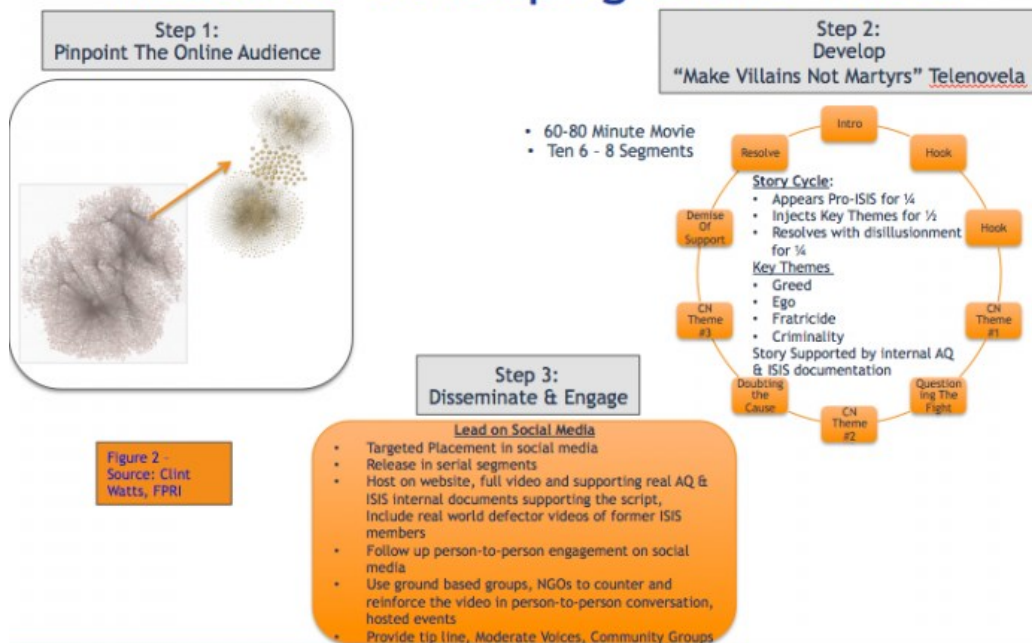 Step 1:
Pinpoint The Online Audience
Step 2:
Develop
“Make Villains Not Martyrs” Telenovela
• 60-80 Minute Movie
• Ten 6 - 8 Segments
Intro
Hook
Hook
CN
Theme
#1
Question
ing The
Fight
CN
Theme
#2
Doubting
the
Cause
CN
Theme
#3
Demise
Of
Support
Resolve
Story Cycle:
• Appears Pro-ISIS for ¼
• Injects Key Themes for ½
• Resolves with disillusionment
for ¼
Key Themes
• Greed
• Ego
• Fratricide
• Criminality
Story Supported by internal AQ
& ISIS documentation
Step 3:
Disseminate & Engage
Lead on Social Media
• Targeted Placement in social media
• Release in serial segments
• Host on website, full video and supporting real AQ &
ISIS internal documents supporting the script,
Include real world defector videos of former ISIS
members
• Follow up person-to-person engagement on social
media
• Use ground based groups, NGOs to counter and
reinforce the video in person-to-person conversation,
hosted events
• Provide tip line, Moderate Voices, Community Groups
Figure 2 -
Source: Clint
Watts, FPRI